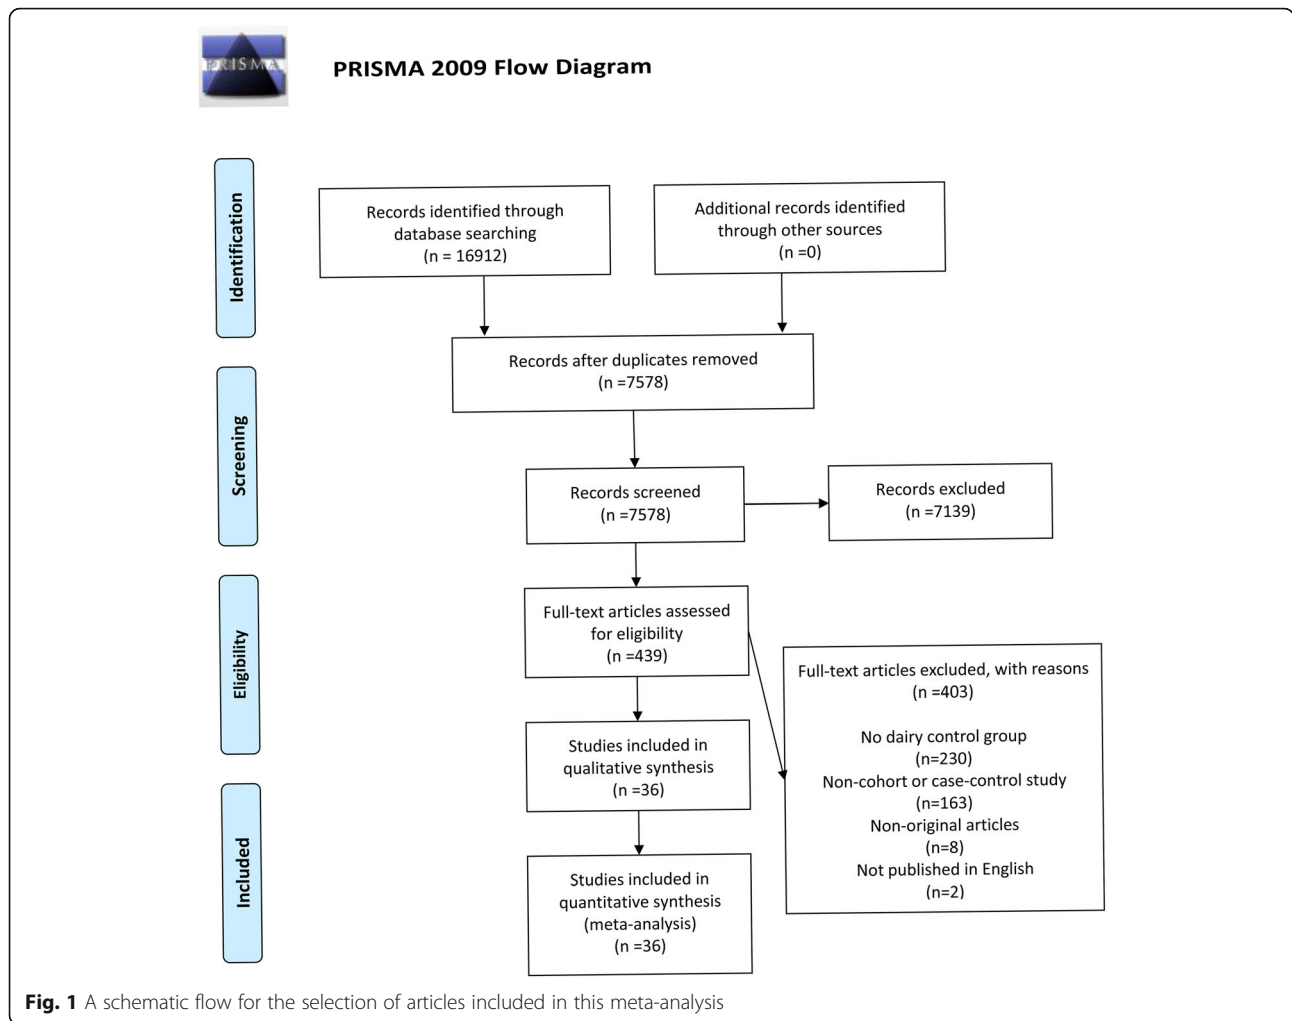 PRISMA
PRISMA 2009 Flow Diagram
Identification
Records identified through
database searching
(n = 16912)
Additional records identified
through other sources
(n =0)
Records after duplicates removed
(n =7578)
Screening
Records screened
(n =7578)
Records excluded
(n =7139)
Eligibility
Full-text articles assessed
for eligibility
(n =439)
Full-text articles excluded, with reasons
(n =403)
No dairy control group
(n=230)
Non-cohort or case-control study
(n=163)
Non-original articles
(n=8)
Not published in English
(n=2)
Studies included in
qualitative synthesis
(n =36)
Included
Studies included in
quantitative synthesis
(meta-analysis)
(n =36)
Fig. 1 A schematic flow for the selection of articles included in this meta-analysis